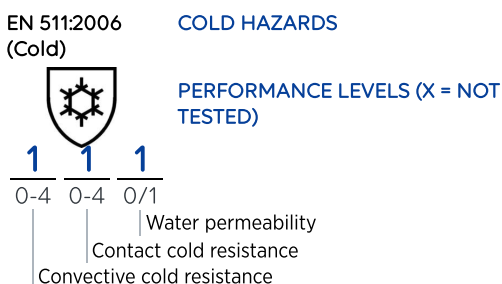 EN 511:2006
(Cold)
COLD HAZARDS
PERFORMANCE LEVELS (X = NOT
TESTED)
1 1 1
0-4 0-4 0/1
Water permeability
Contact cold resistance
Convective cold resistance